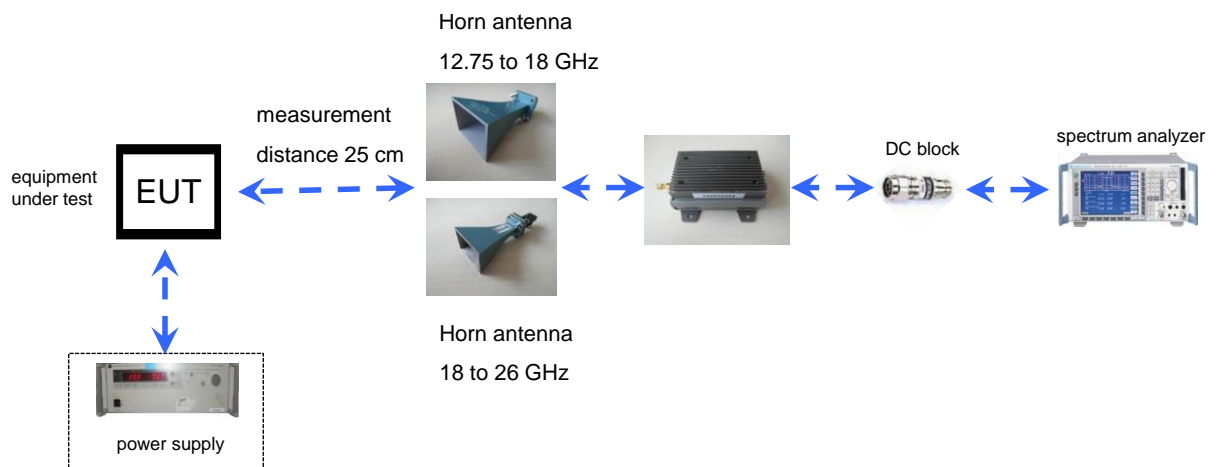 Horn antenna
12.75 to 18 GHz
measurement
distance 25 cm
equipment
under test
EUT
DC block
spectrum analyzer
Horn antenna
18 to 26 GHz
power supply